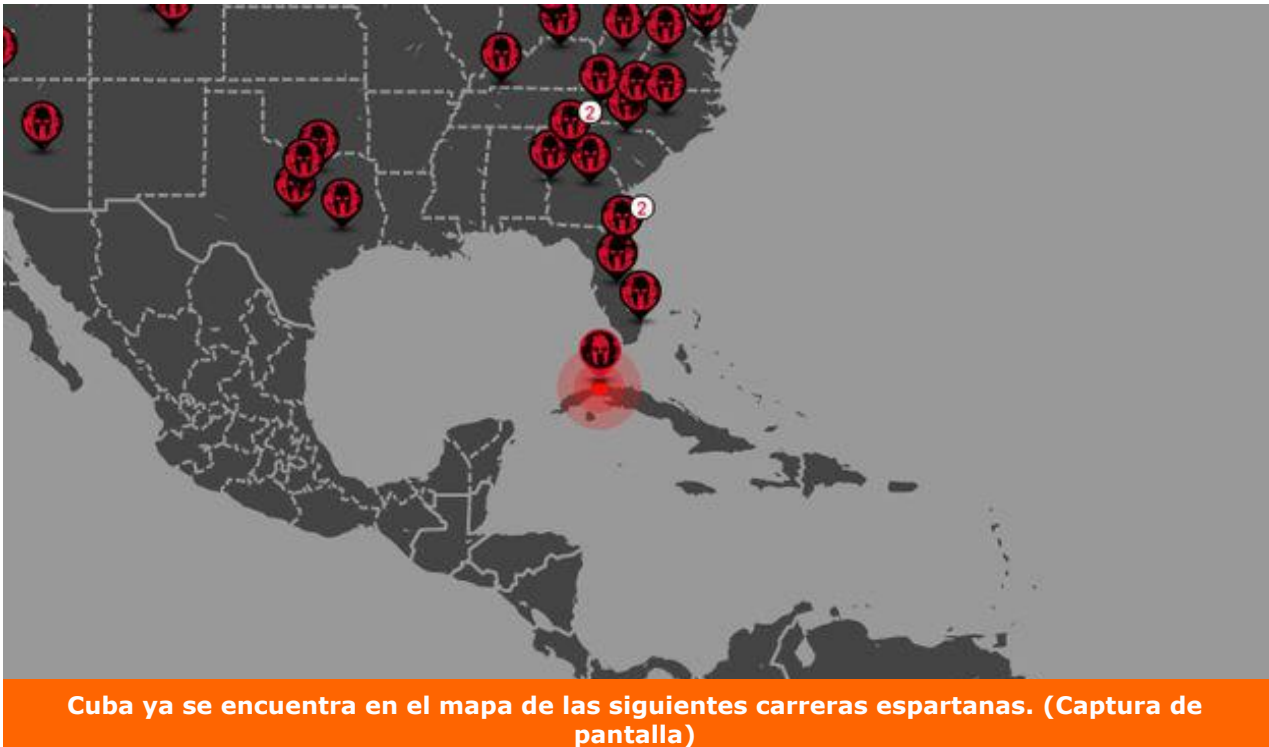 2
2
Cuba ya se encuentra en el mapa de las siguientes carreras espartanas. (Captura de
pantalla)